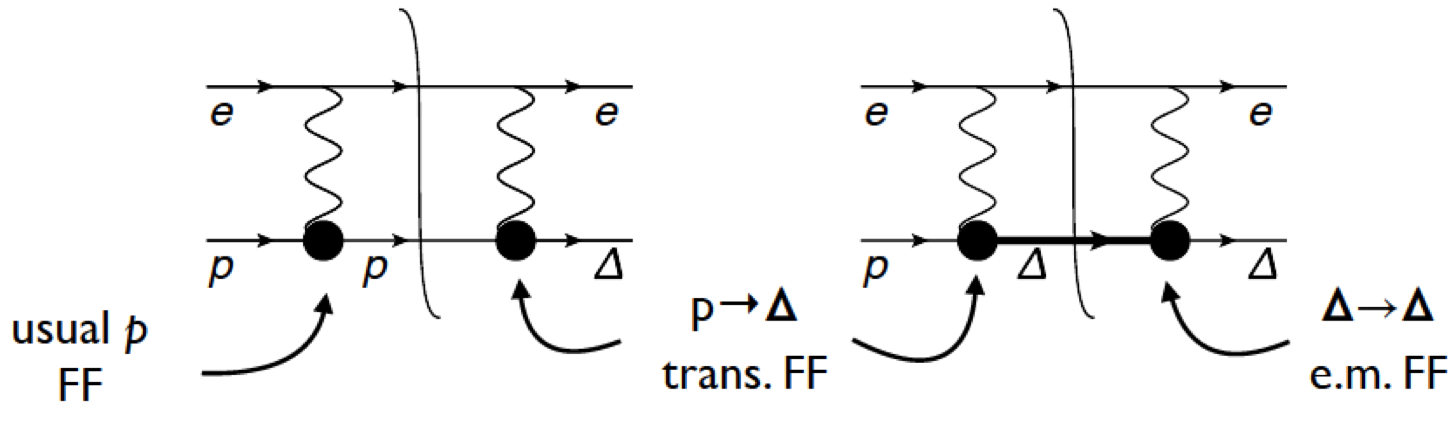 e e e e
p p Δ p Δ Δ
usual p
FF
p→Δ
trans. FF
Δ→Δ
e.m. FF